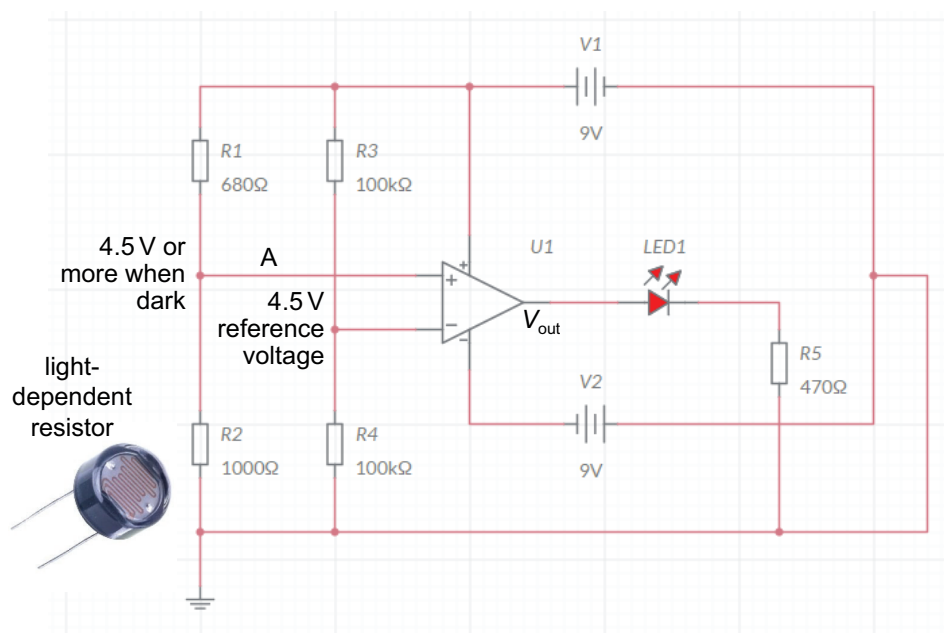 V1
9V
R1
680Ω
R3
100kΩ
4.5 V or
more when
dark
A
+
+
−
−
U1
LED1
4.5 V
reference
voltage
Vout
R5
470Ω
light-
dependent
resistor
V2
9V
R2
1000Ω
R4
100kΩ